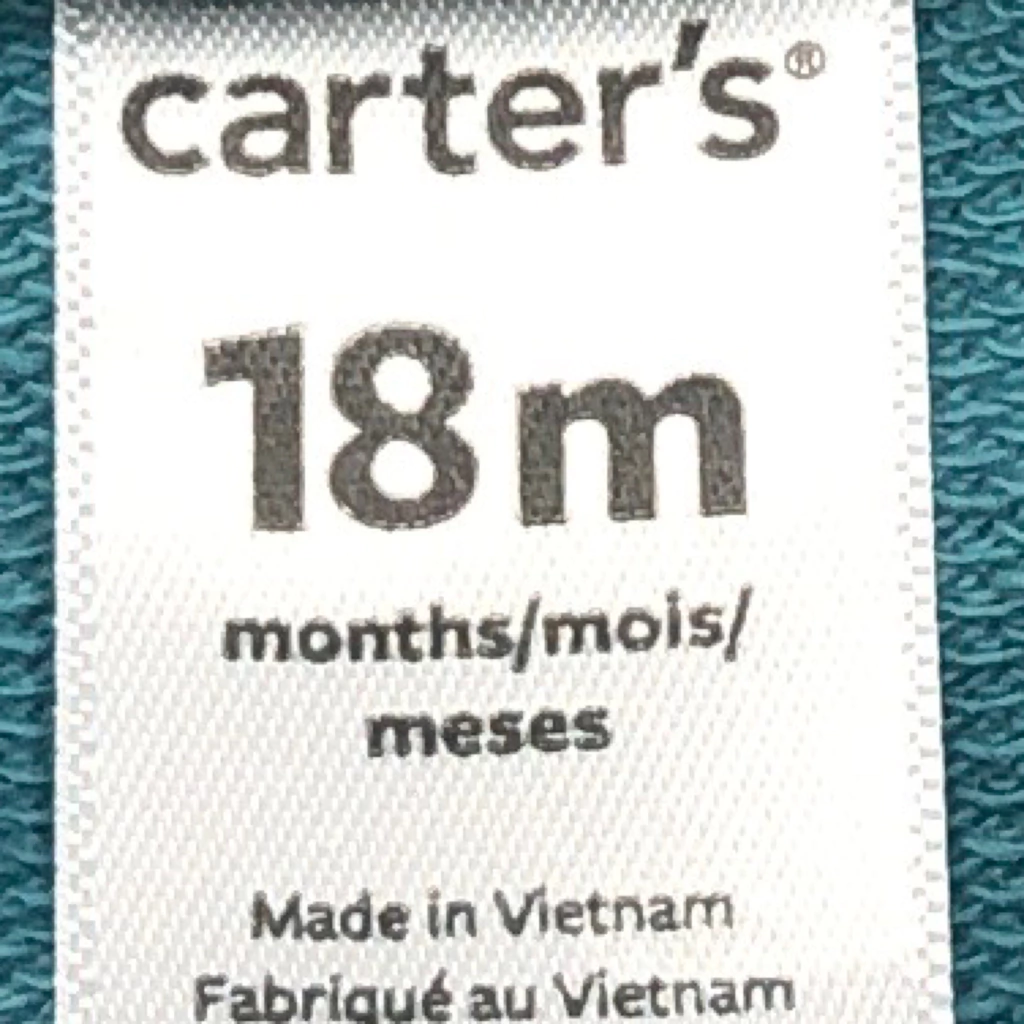 carter's®
18m
months/mois/
meses
Made in Vietnam
Fabriqué au Vietnam